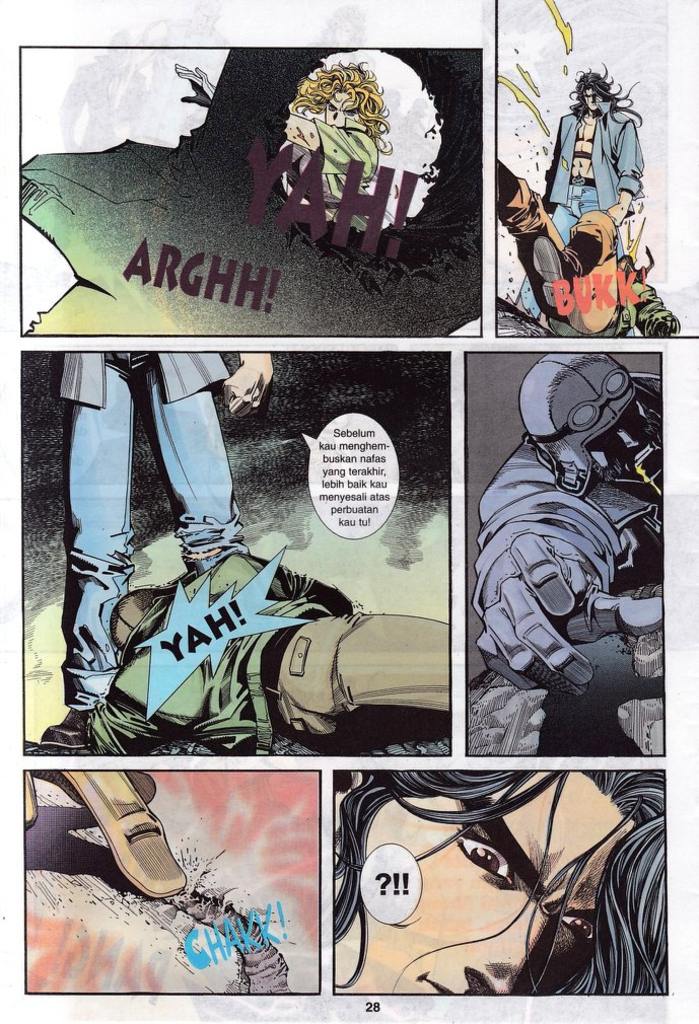 YAH!
ARGHH!
BUKK!
Sebelum
kau menghem-
buskan nafas
yang terakhir,
lebih baik kau
menyesali atas
perbuatan
kau tu!
YAH!
CHAKK!
?!!
28